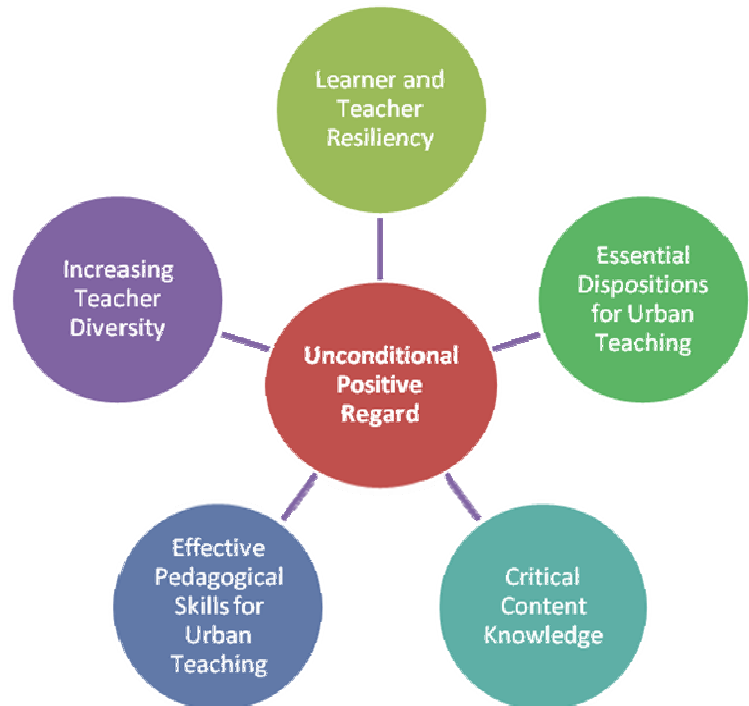 Learner and
Teacher
Resiliency
Increasing
Teacher
Diversity
Essential
Dispositions
for Urban
Teaching
Unconditional
Positive
Regard
Effective
Pedagogical
Skills for
Urban
Teaching
Critical
Content
Knowledge